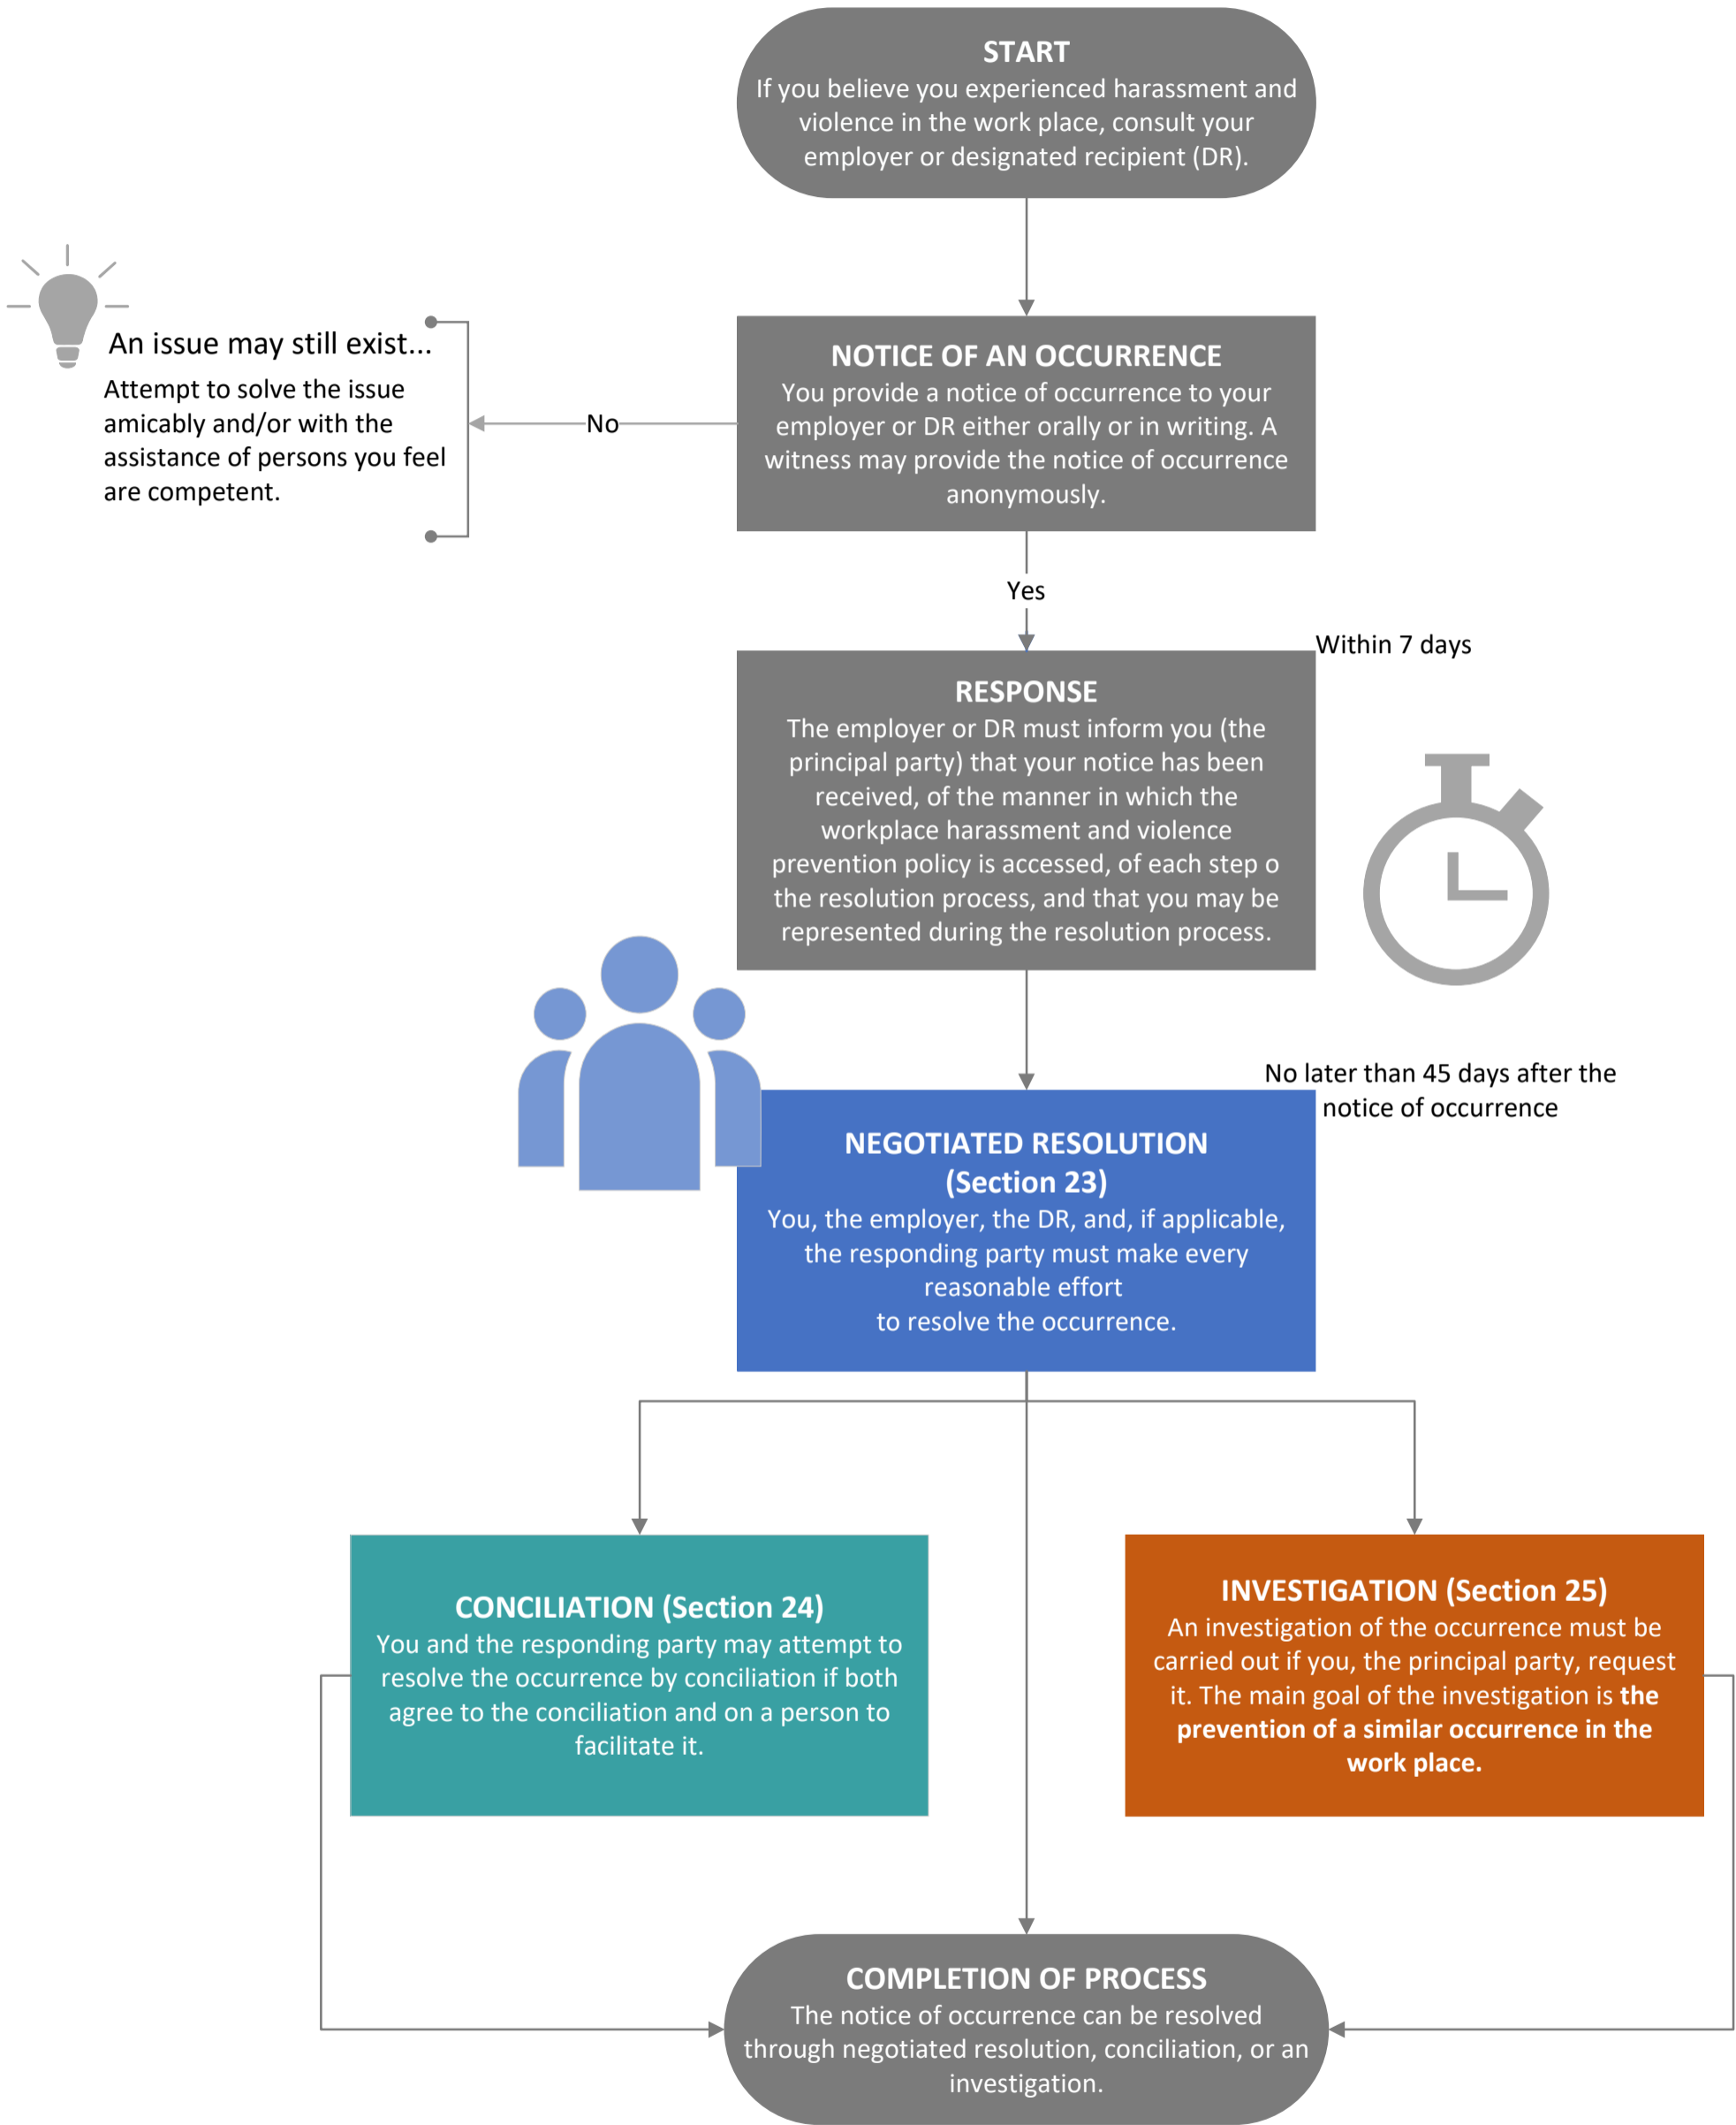 START
If you believe you experienced harassment and
violence in the work place, consult your
employer or designated recipient (DR).
An issue may still exist...
Attempt to solve the issue
amicably and/or with the
assistance of persons you feel
are competent.
No
NOTICE OF AN OCCURRENCE
You provide a notice of occurrence to your
employer or DR either orally or in writing. A
witness may provide the notice of occurrence
anonymously.
Yes
Within 7 days
RESPONSE
The employer or DR must inform you (the
principal party) that your notice has been
received, of the manner in which the
workplace harassment and violence
prevention policy is accessed, of each step o
the resolution process, and that you may be
represented during the resolution process.
No later than 45 days after the
notice of occurrence
NEGOTIATED RESOLUTION
(Section 23)
You, the employer, the DR, and, if applicable,
the responding party must make every
reasonable effort
to resolve the occurrence.
CONCILIATION (Section 24)
You and the responding party may attempt to
resolve the occurrence by conciliation if both
agree to the conciliation and on a person to
facilitate it.
INVESTIGATION (Section 25)
An investigation of the occurrence must be
carried out if you, the principal party, request
it. The main goal of the investigation is the
prevention of a similar occurrence in the
work place.
COMPLETION OF PROCESS
The notice of occurrence can be resolved
through negotiated resolution, conciliation, or an
investigation.